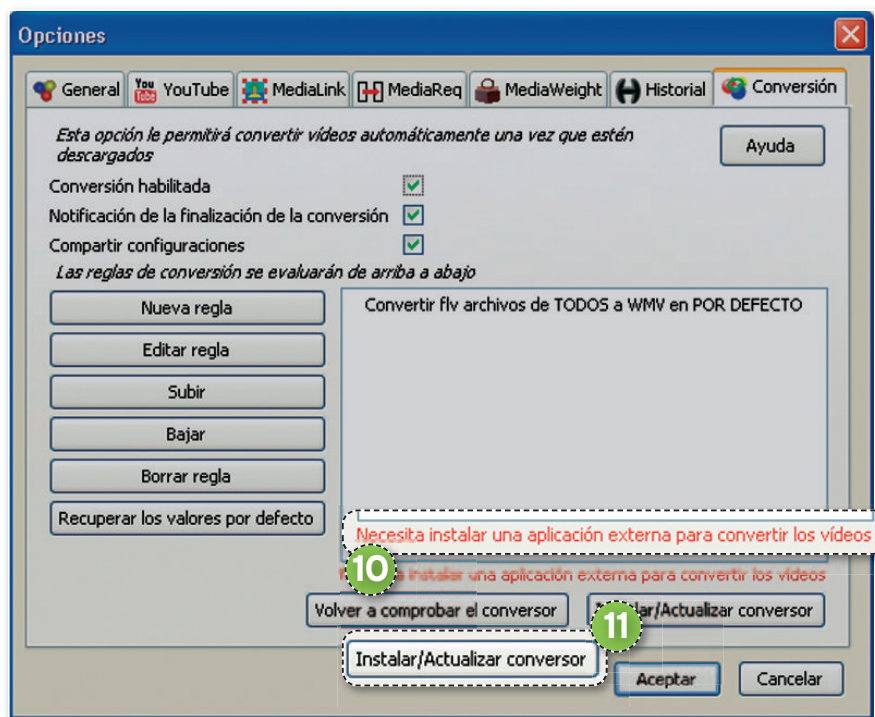 Opciones
General You Tube YouTube MediaLink MediaReq MediaWeight Historial Conversión
Esta opción le permitirá convertir vídeos automáticamente una vez que estén
descargados
Ayuda
Conversión habilitada
Notificación de la finalización de la conversión
Compartir configuraciones
Las reglas de conversión se evaluarán de arriba a abajo
Nueva regla
Convertir flv archivos de TODOS a WMV en POR DEFECTO
Editar regla
Subir
Bajar
Borrar regla
Recuperar los valores por defecto
Necesita instalar una aplicación externa para convertir los vídeos
10
instalar una aplicación externa para convertir los vídeos
Volver a comprobar el conversor
11
lar/Actualizar conversor
Instalar/Actualizar conversor
Aceptar
Cancelar